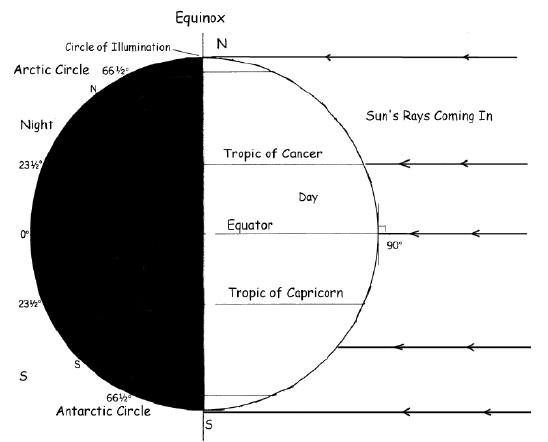 Equinox
Circle of Illumination
N
Arctic Circle 66½°
N
Sun's Rays Coming In
Night
Tropic of Cancer
23½°
Day
Equator
0°
90°
Tropic of Capricorn
23½°
S
S
66½°
Antarctic Circle
S